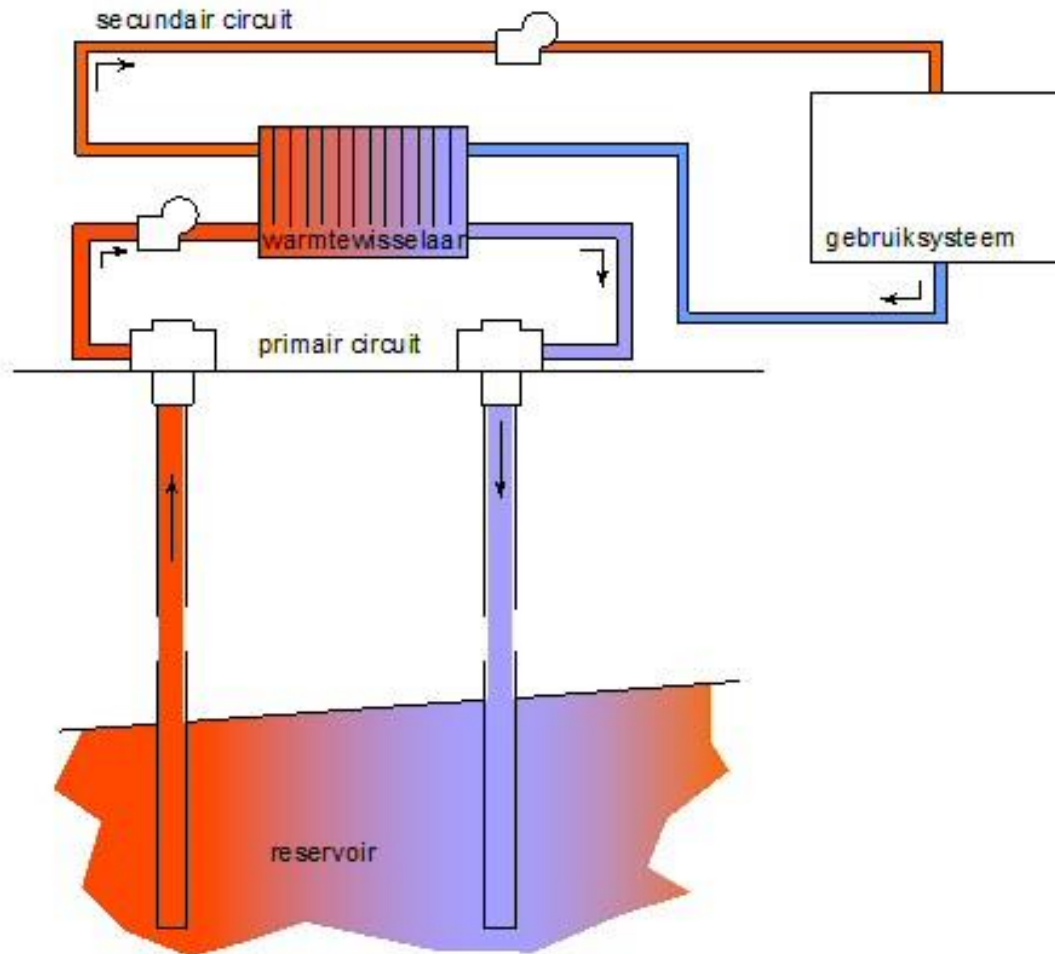 secundair circuit
warmtewisselaar
gebruiksysteem
primair circuit
reservoir